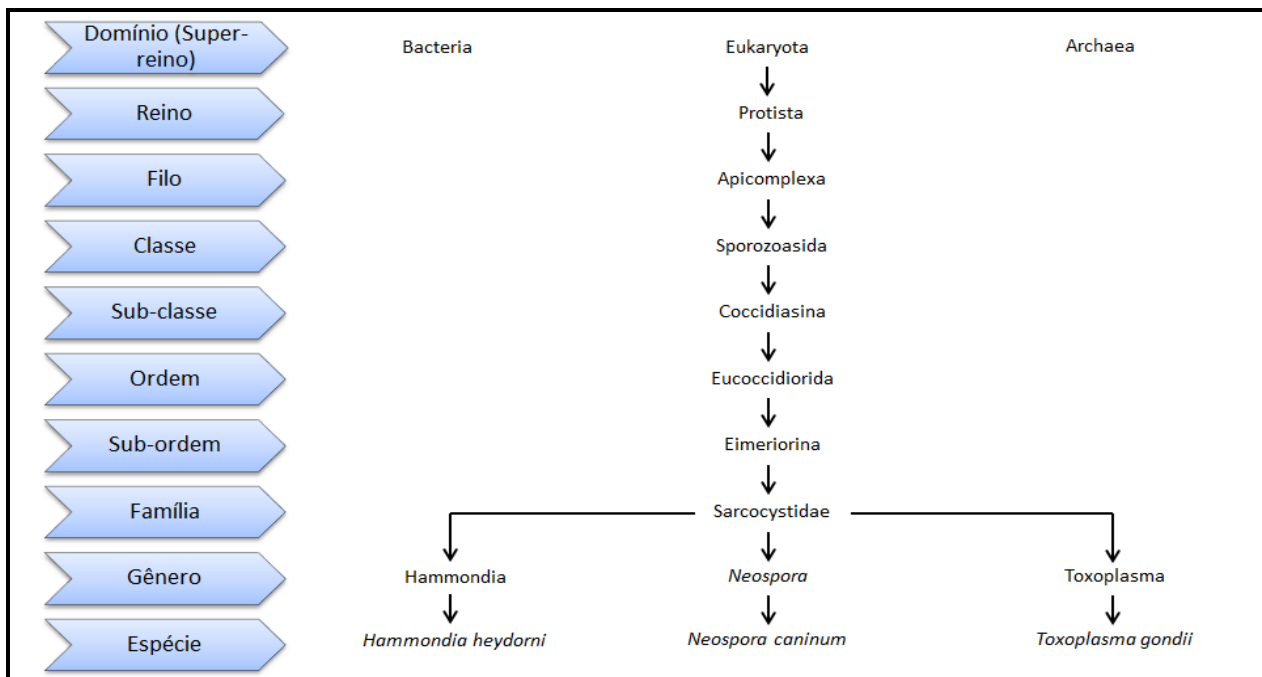 Domínio (Super-
reino)
Bacteria
Eukaryota
Archaea
Reino
Protista
Filo
Apicomplexa
Classe
Sporozoasida
Sub-classe
Coccidiasina
Ordem
Eucoccidiorida
Sub-ordem
Eimeriorina
Família
Sarcocystidae
Gênero
Hammondia
Neospora
Toxoplasma
Espécie
Hammondia heydorni
Neospora caninum
Toxoplasma gondii